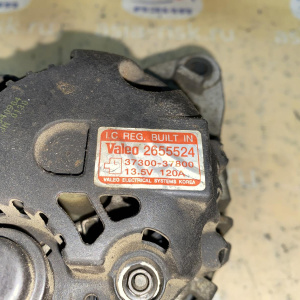 I.C REG. BUILT IN
Valeo 2655524
37300-37800
13.5V 120A
VALEO ELECTRICAL SYSTEMS KOREA